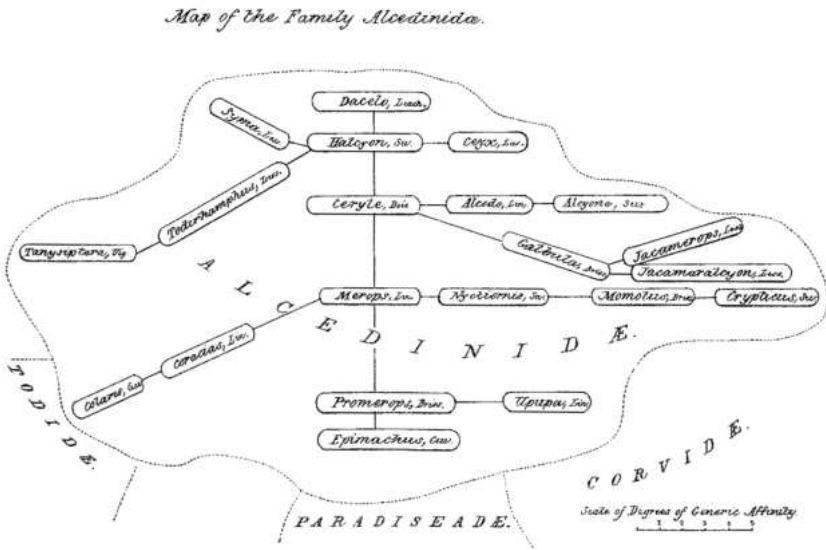 Map of the Family Alcedinidæ.
Dacelo, Leach.
Syma, Less
Halcyon, Sw.
Ceyx, Lac.
Todirhamphus, Less.
Ceryle, Boie
Alcedo, Lin.
Alcyone, Sw.
Tanysiptera, Vig
Galbula, Briss.
Jacamerops,
Jacamaralcyon,
Merops, Lin.
Nyctiornis, Sw.
Momotus, Briss
Crypticus, Sw.
ALCEDINIDÆ.
Coracias, Lin.
Colaris, Cuv
TODIDÆ.
Promerops, Briss.
Upupa, Lin.
Epimachus, Cuv.
CORVIDÆ.
PARADISEADÆ.
Scale of Degrees of Generic Affinity.
1 2 3 4 5